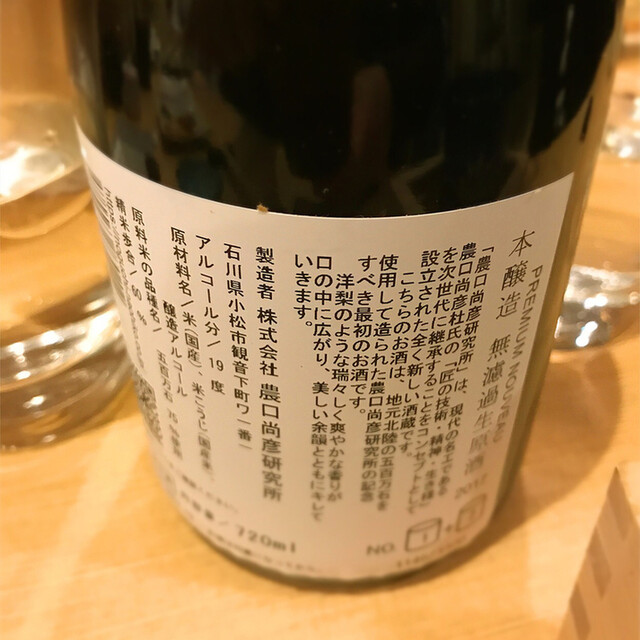 PREMIUM NOUVEAU 2017
本醸造 無濾過生原酒
「農口尚彦研究所」は、現代の名工である
農口尚彦杜氏の「匠の技術・精神・生き様」
を次世代に継承することをコンセプトとして
設立された全く新しい酒蔵です。
こちらのお酒は、地元北陸の五百万石を
使用して造られた農口尚彦研究所の記念
すべき最初のお酒です。
洋梨のような瑞々しく爽やかな香りが
口の中に広がり、美しい余韻とともにキレて
いきます。
NO. 1 + 0
製造者 株式会社 農口尚彦研究所
石川県小松市観音下町ワ一番一
アルコール分/19度
原材料名/米(国産)、米こうじ(国産米)、
醸造アルコール
原料米の品種名/五百万石
精米歩合/60%
内容量/720ml